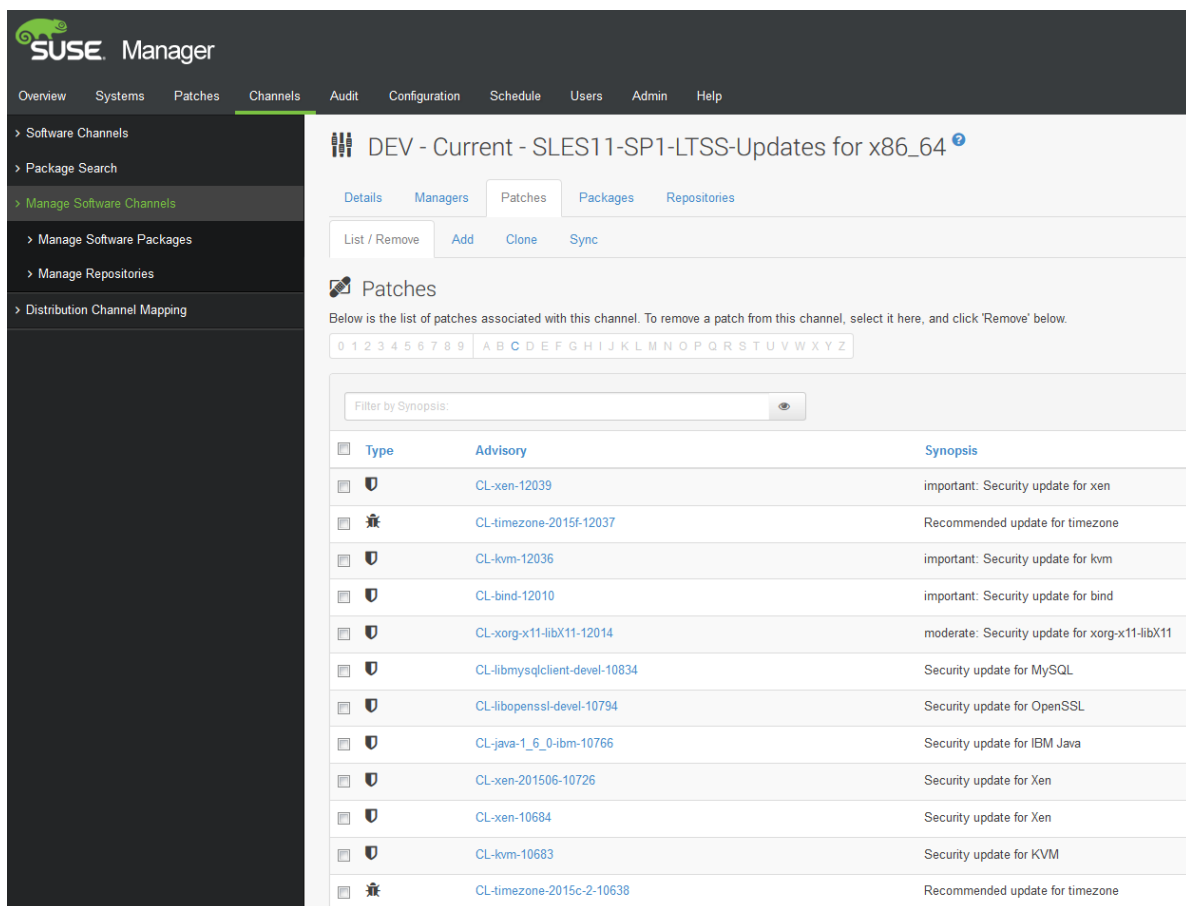 SUSE. Manager
Overview Systems Patches Channels Audit Configuration Schedule Users Admin Help
> Software Channels
> Package Search
> Manage Software Channels
> Manage Software Packages
> Manage Repositories
> Distribution Channel Mapping
DEV - Current - SLES11-SP1-LTSS-Updates for x86_64 ?
Details Managers Patches Packages Repositories
List / Remove Add Clone Sync
Patches
Below is the list of patches associated with this channel. To remove a patch from this channel, select it here, and click 'Remove' below.
0 1 2 3 4 5 6 7 8 9 A B C D E F G H I J K L M N O P Q R S T U V W X Y Z
Filter by Synopsis:
Type Advisory Synopsis
CL-xen-12039 important: Security update for xen
CL-timezone-2015f-12037 Recommended update for timezone
CL-kvm-12036 important: Security update for kvm
CL-bind-12010 important: Security update for bind
CL-xorg-x11-libX11-12014 moderate: Security update for xorg-x11-libX11
CL-libmysqlclient-devel-10834 Security update for MySQL
CL-libopenssl-devel-10794 Security update for OpenSSL
CL-java-1_6_0-ibm-10766 Security update for IBM Java
CL-xen-201506-10726 Security update for Xen
CL-xen-10684 Security update for Xen
CL-kvm-10683 Security update for KVM
CL-timezone-2015c-2-10638 Recommended update for timezone